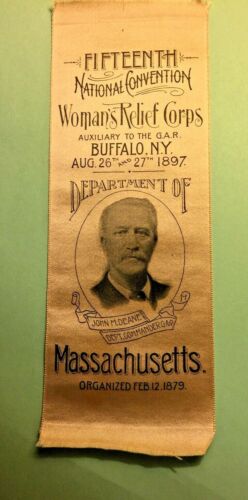 FIFTEENTH
NATIONAL CONVENTION
Woman's Relief Corps
AUXILIARY TO THE G.A.R.
BUFFALO, N.Y.
AUG. 26TH AND 27TH 1897.
DEPARTMENT OF
JOHN M. DEANE
DEPT. COMMANDER G.A.R.
Massachusetts.
ORGANIZED FEB. 12. 1879.